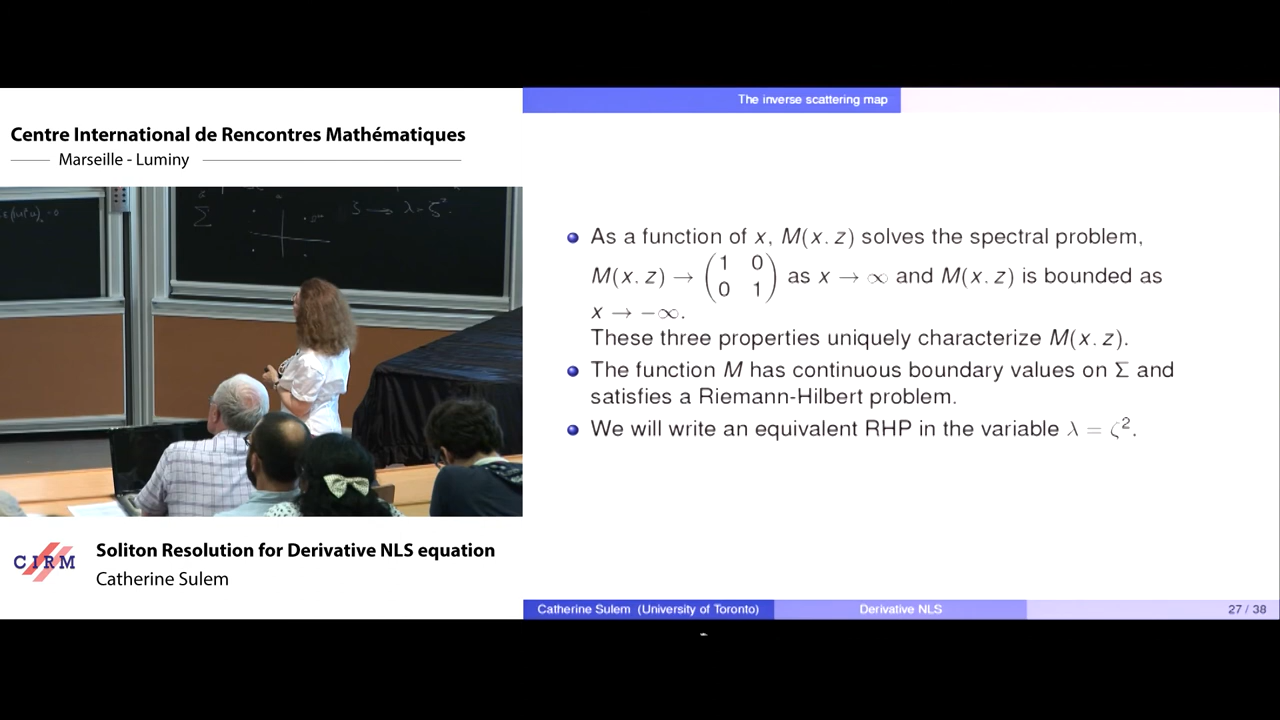 Centre International de Rencontres Mathématiques
Marseille - Luminy
λ = ζ².
Soliton Resolution for Derivative NLS equation
Catherine Sulem
CIRM
The inverse scattering map
As a function of x, M(x. z) solves the spectral problem,
M(x. z) → (1 0
0 1) as x → ∞ and M(x. z) is bounded as
x → −∞.
These three properties uniquely characterize M(x. z).
The function M has continuous boundary values on Σ and
satisfies a Riemann-Hilbert problem.
We will write an equivalent RHP in the variable λ = ζ².
Catherine Sulem (University of Toronto)
Derivative NLS
27 / 38